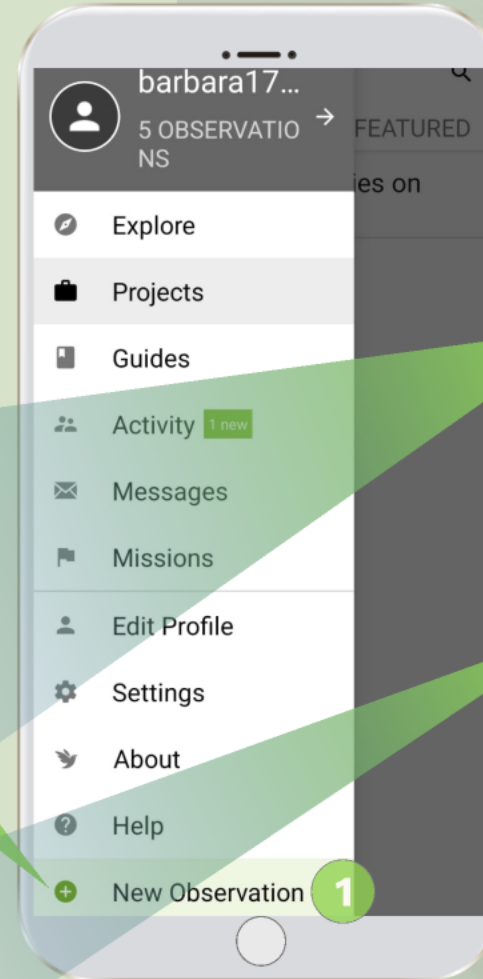 barbara17...
5 OBSERVATIO
NS
FEATURED
ies on
Explore
Projects
Guides
Activity 1 new
Messages
Missions
Edit Profile
Settings
About
Help
New Observation 1